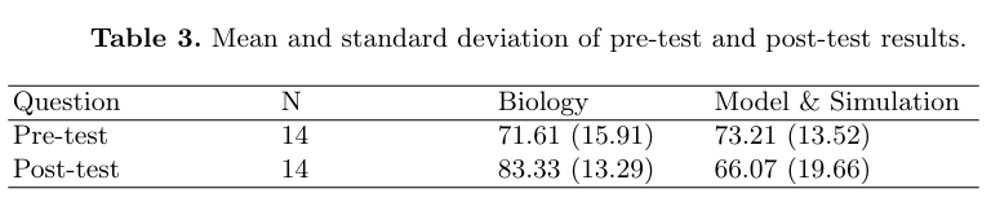 Table 3. Mean and standard deviation of pre-test and post-test results.
Question N Biology Model & Simulation
Pre-test 14 71.61 (15.91) 73.21 (13.52)
Post-test 14 83.33 (13.29) 66.07 (19.66)